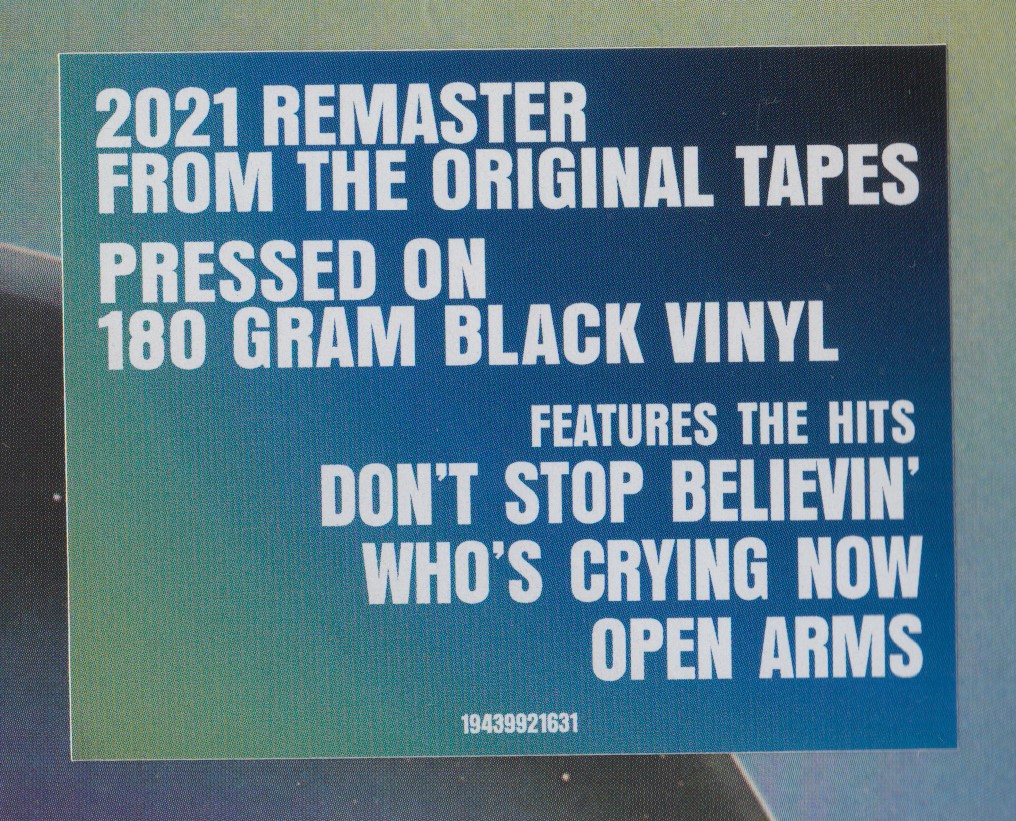 2021 REMASTER
FROM THE ORIGINAL TAPES
PRESSED ON
180 GRAM BLACK VINYL
FEATURES THE HITS
DON'T STOP BELIEVIN'
WHO'S CRYING NOW
OPEN ARMS
19439921631